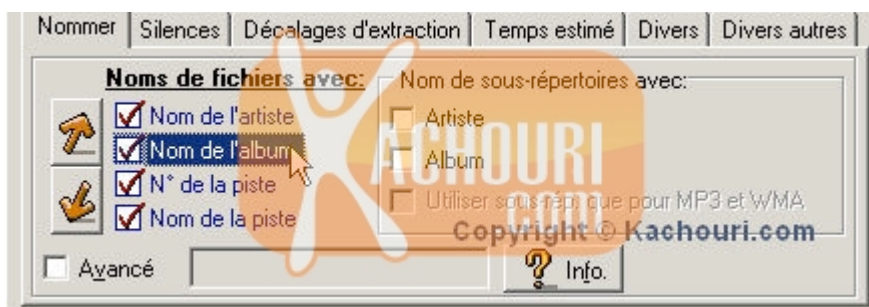 Nommer Silences Décalages d'extraction Temps estimé Divers Divers autres
Noms de fichiers avec: Nom de sous-répertoires avec:
Nom de l'artiste Artiste
Nom de l'album Album
N° de la piste
Utiliser sous-rép. que pour MP3 et WMA
Nom de la piste
KACHOURI
.com
Copyright © Kachouri.com
Avancé
? Info.